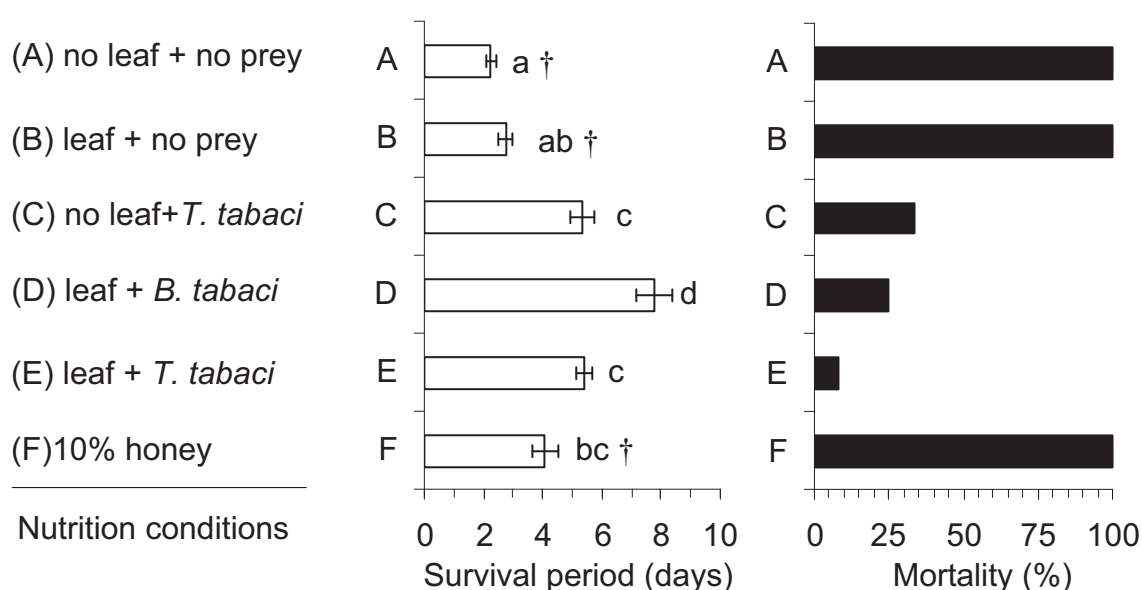 (A) no leaf + no prey A a † A
(B) leaf + no prey B ab † B
(C) no leaf+T. tabaci C c C
(D) leaf + B. tabaci D d D
(E) leaf + T. tabaci E c E
(F)10% honey F bc † F
Nutrition conditions
0 2 4 6 8 10 0 25 50 75 100
Survival period (days) Mortality (%)